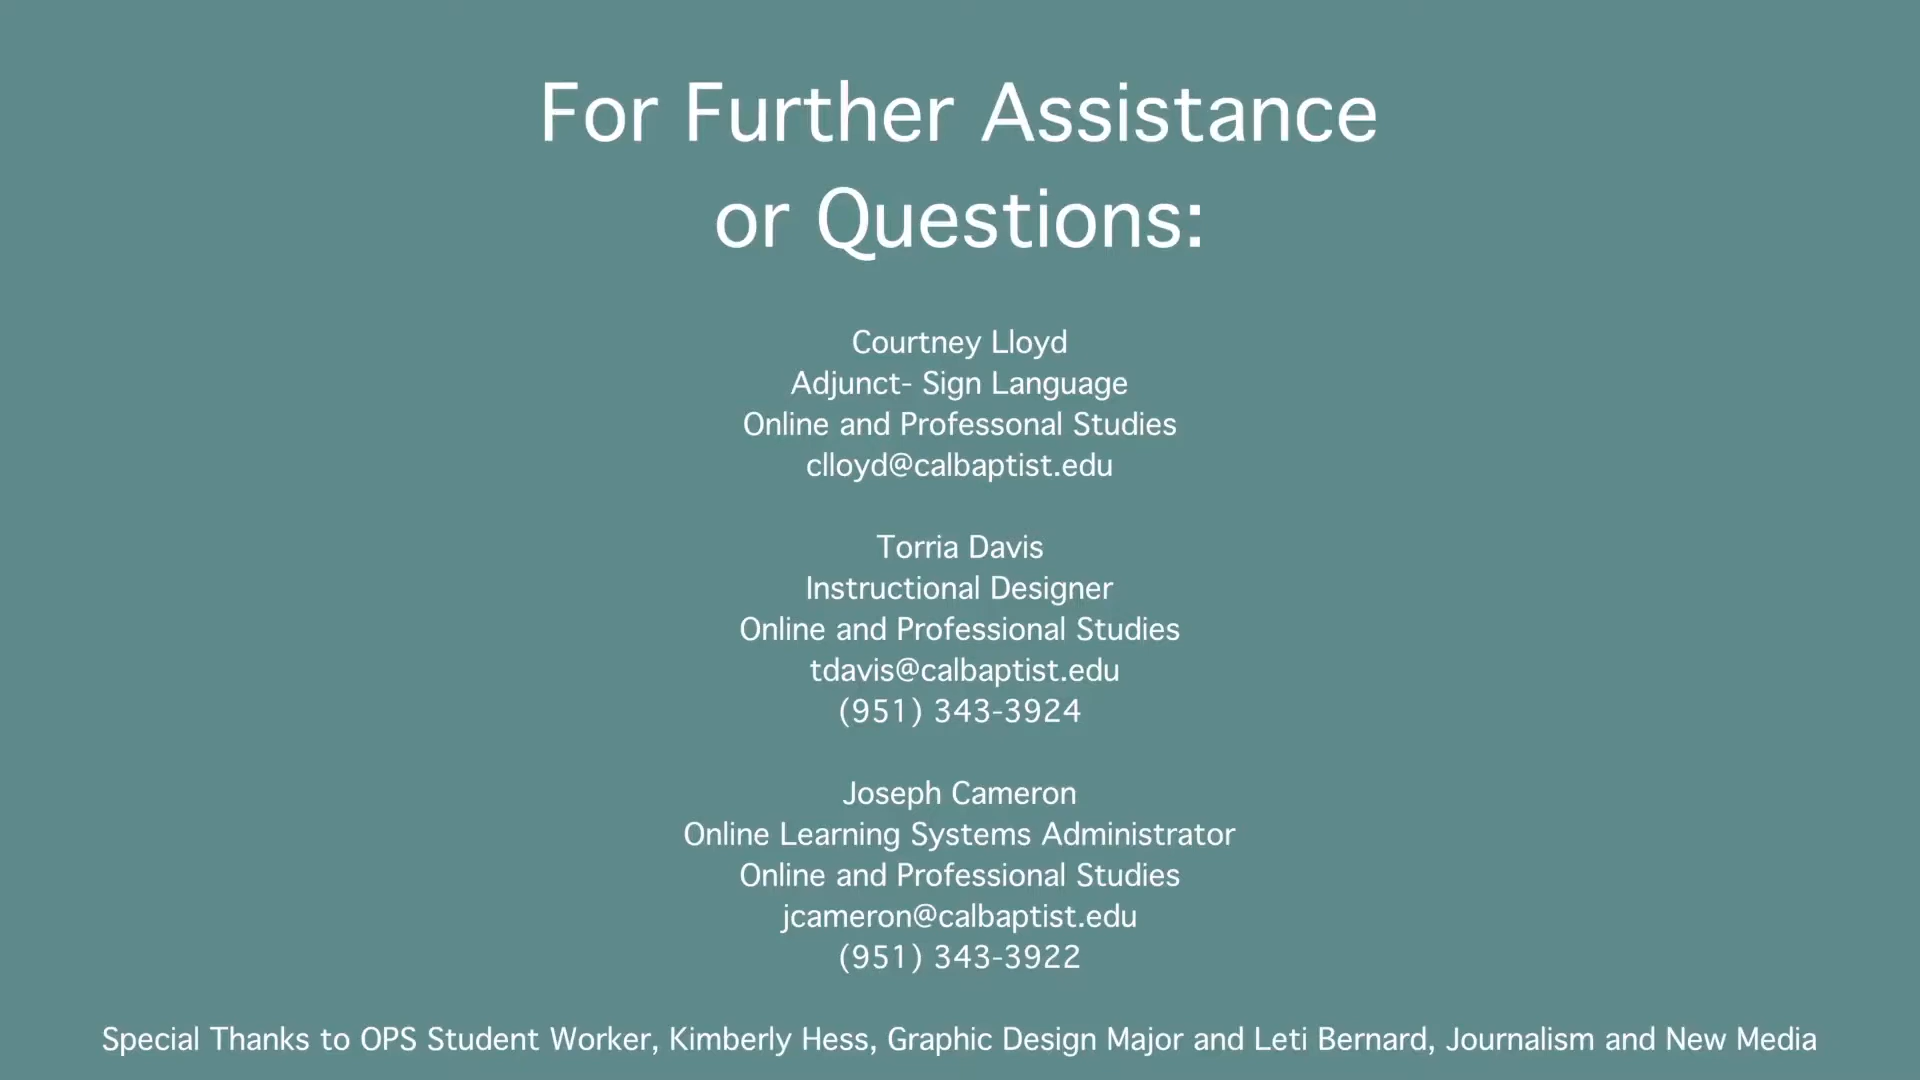 For Further Assistance
or Questions:
Courtney Lloyd
Adjunct- Sign Language
Online and Professonal Studies
clloyd@calbaptist.edu
Torria Davis
Instructional Designer
Online and Professional Studies
tdavis@calbaptist.edu
(951) 343-3924
Joseph Cameron
Online Learning Systems Administrator
Online and Professional Studies
jcameron@calbaptist.edu
(951) 343-3922
Special Thanks to OPS Student Worker, Kimberly Hess, Graphic Design Major and Leti Bernard, Journalism and New Media